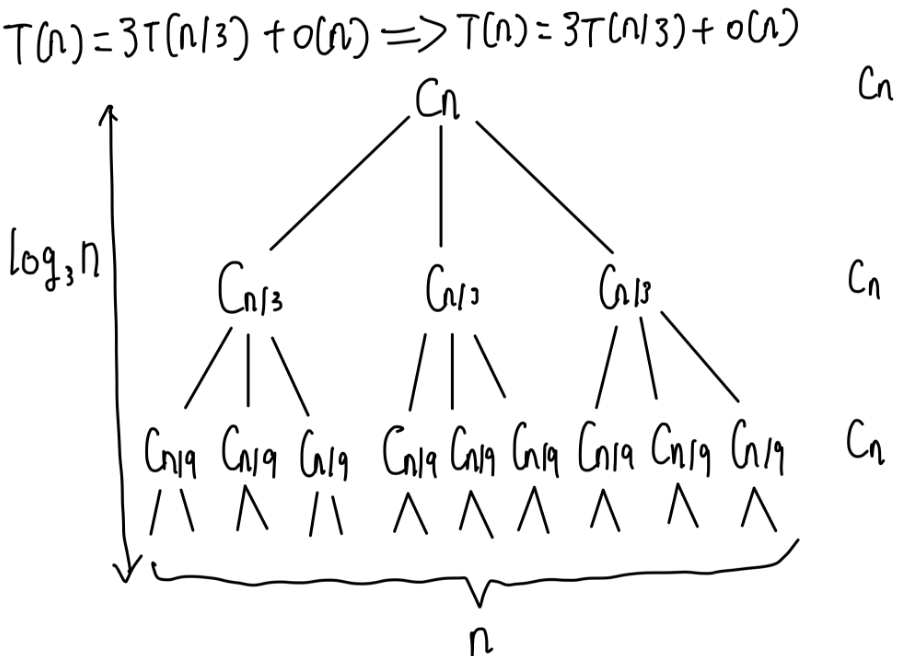 T(n) = 3T(n/3) + O(n) => T(n) = 3T(n/3) + O(n)
Cn Cn
log₃n
Cn/3 Cn/3 Cn/3 Cn
Cn/9 Cn/9 Cn/9 Cn/9 Cn/9 Cn/9 Cn/9 Cn/9 Cn/9 Cn
n